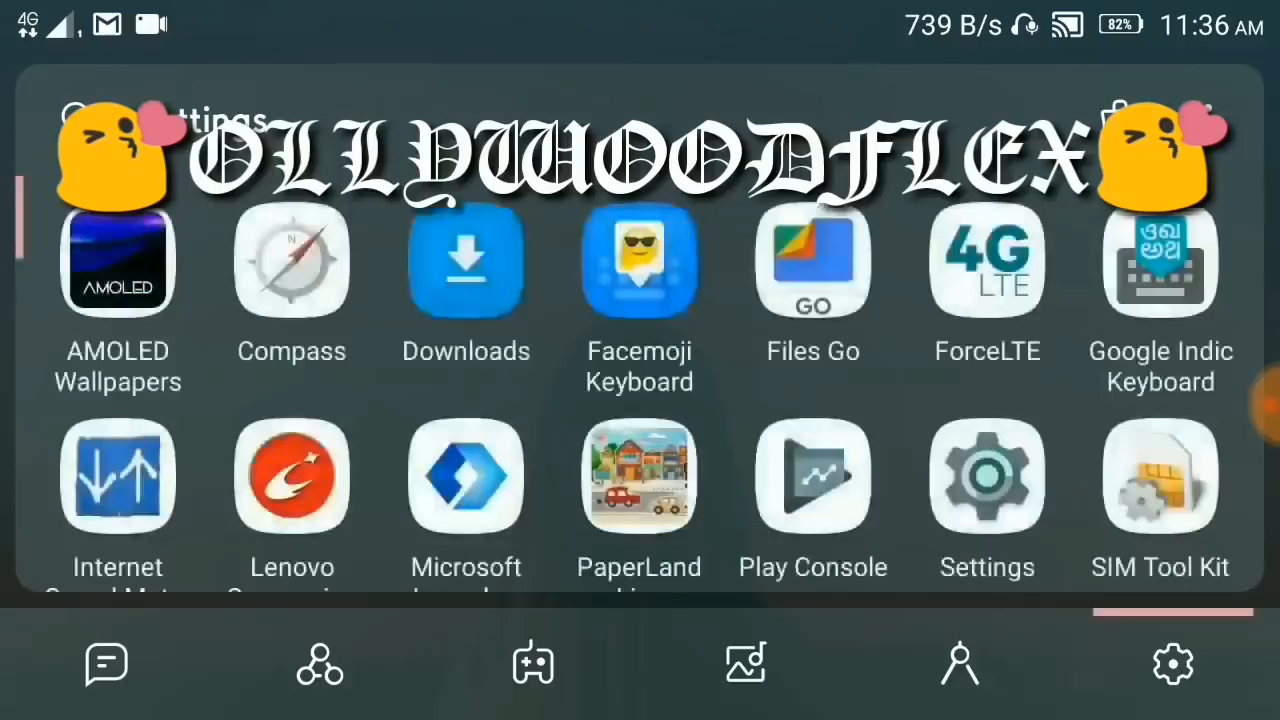 4G
739 B/s 82% 11:36 AM
OLLYWOODFLEX
AMOLED
N
GO
4G
LTE
AMOLED
Wallpapers
Compass
Downloads
Facemoji
Keyboard
Files Go
ForceLTE
Google Indic
Keyboard
Internet
Lenovo
Microsoft
PaperLand
Play Console
Settings
SIM Tool Kit